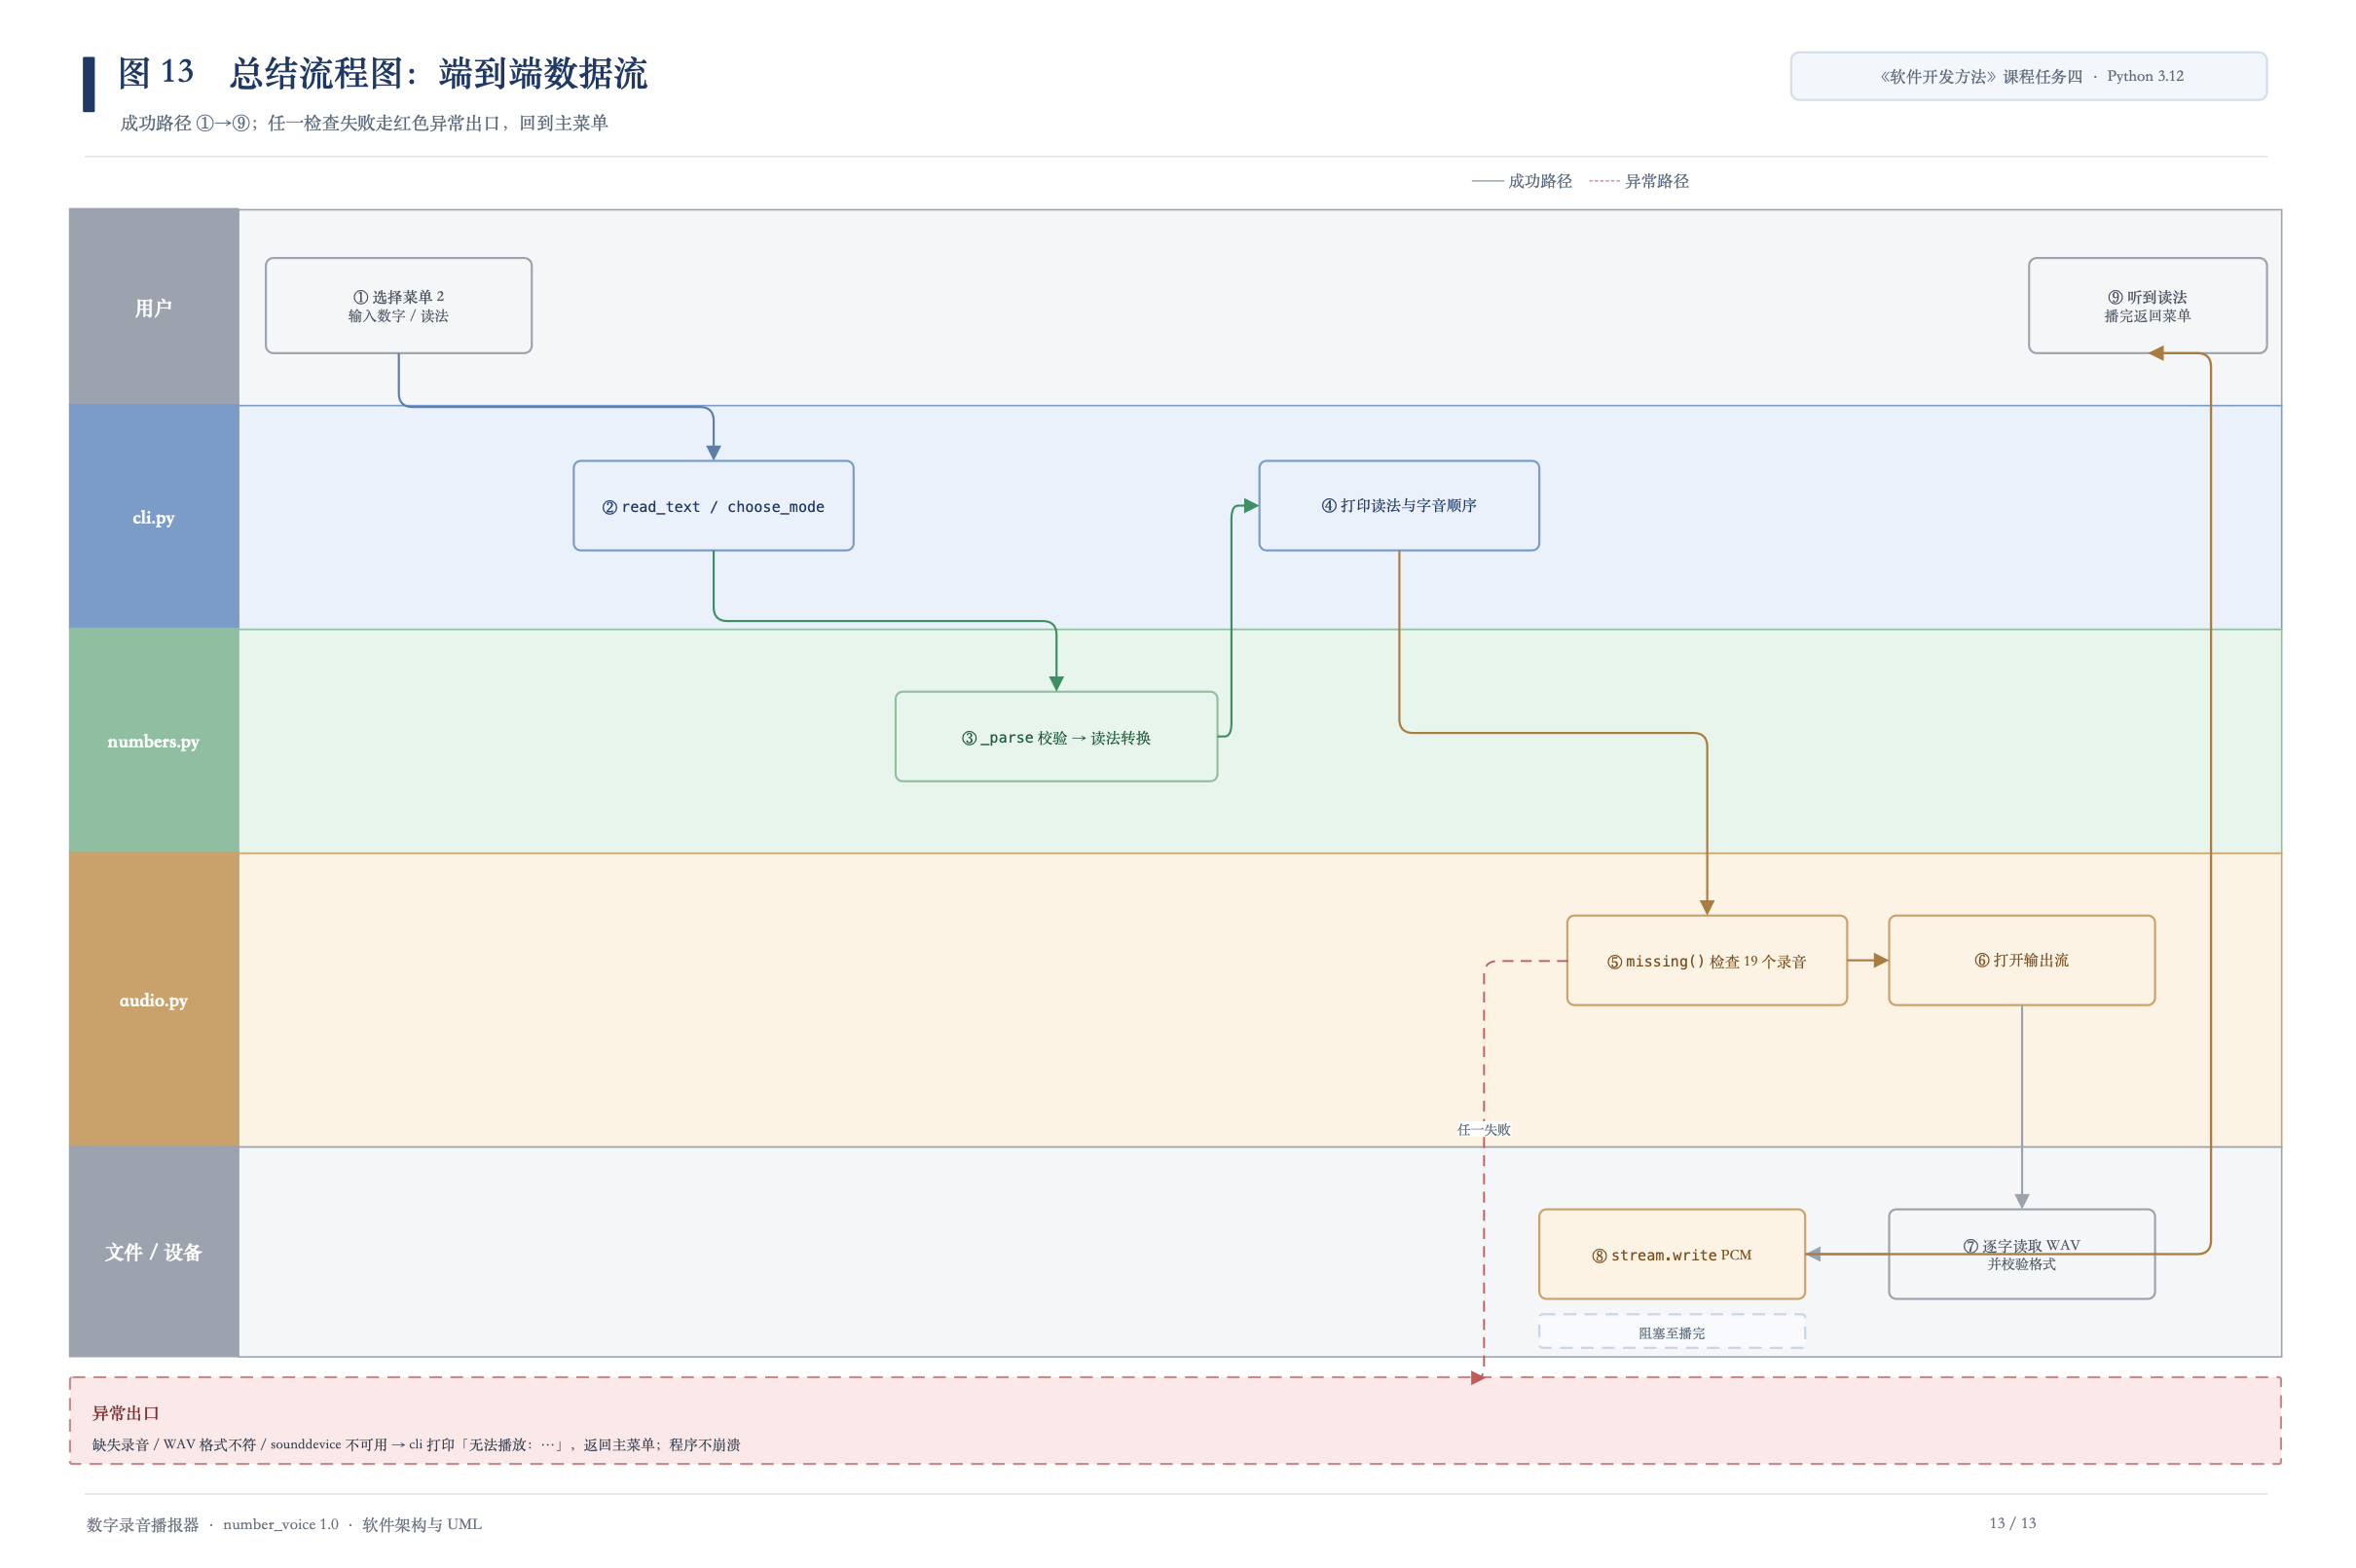 图 13 总结流程图：端到端数据流
《软件开发方法》课程任务四 · Python 3.12
成功路径 ①→⑨；任一检查失败走红色异常出口，回到主菜单
成功路径
异常路径
用户
① 选择菜单 2
输入数字 / 读法
⑨ 听到读法
播完返回菜单
cli.py
② read_text / choose_mode
④ 打印读法与字音顺序
numbers.py
③ _parse 校验 → 读法转换
audio.py
⑤ missing() 检查 19 个录音
⑥ 打开输出流
任一失败
文件 / 设备
⑧ stream.write PCM
⑦ 逐字读取 WAV
并校验格式
阻塞至播完
异常出口
缺失录音 / WAV 格式不符 / sounddevice 不可用 → cli 打印「无法播放：…」，返回主菜单；程序不崩溃
数字录音播报器 · number_voice 1.0 · 软件架构与 UML
13 / 13